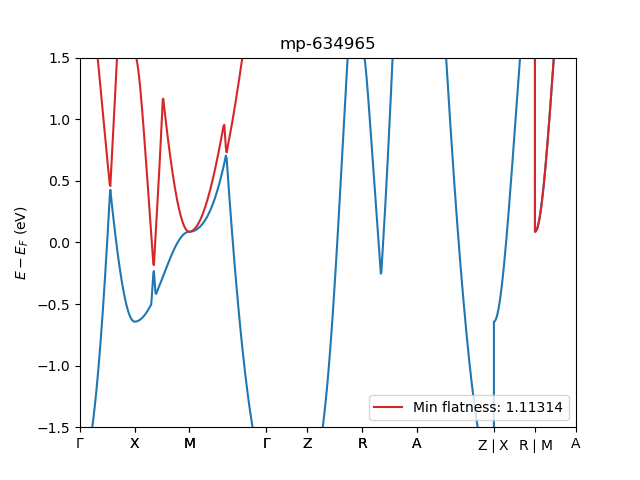 mp-634965
E − E_F (eV)
1.5
1.0
0.5
0.0
−0.5
−1.0
−1.5
Min flatness: 1.11314
Γ X M Γ Z R A Z | X R | M A